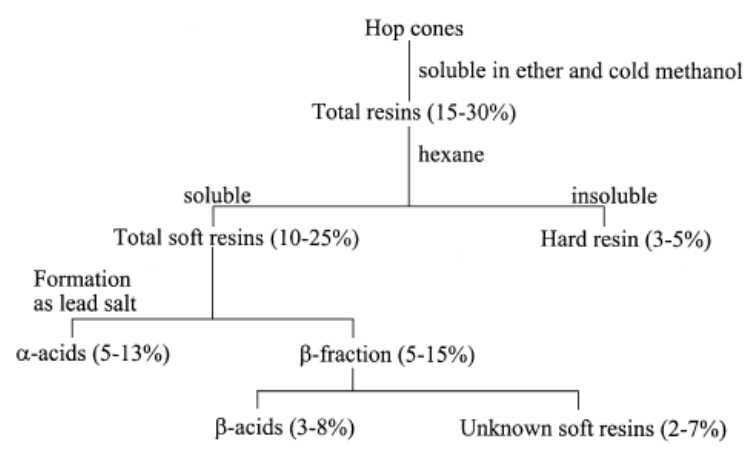 Hop cones
soluble in ether and cold methanol
Total resins (15-30%)
hexane
soluble
insoluble
Total soft resins (10-25%)
Hard resin (3-5%)
Formation
as lead salt
α-acids (5-13%)
β-fraction (5-15%)
β-acids (3-8%)
Unknown soft resins (2-7%)